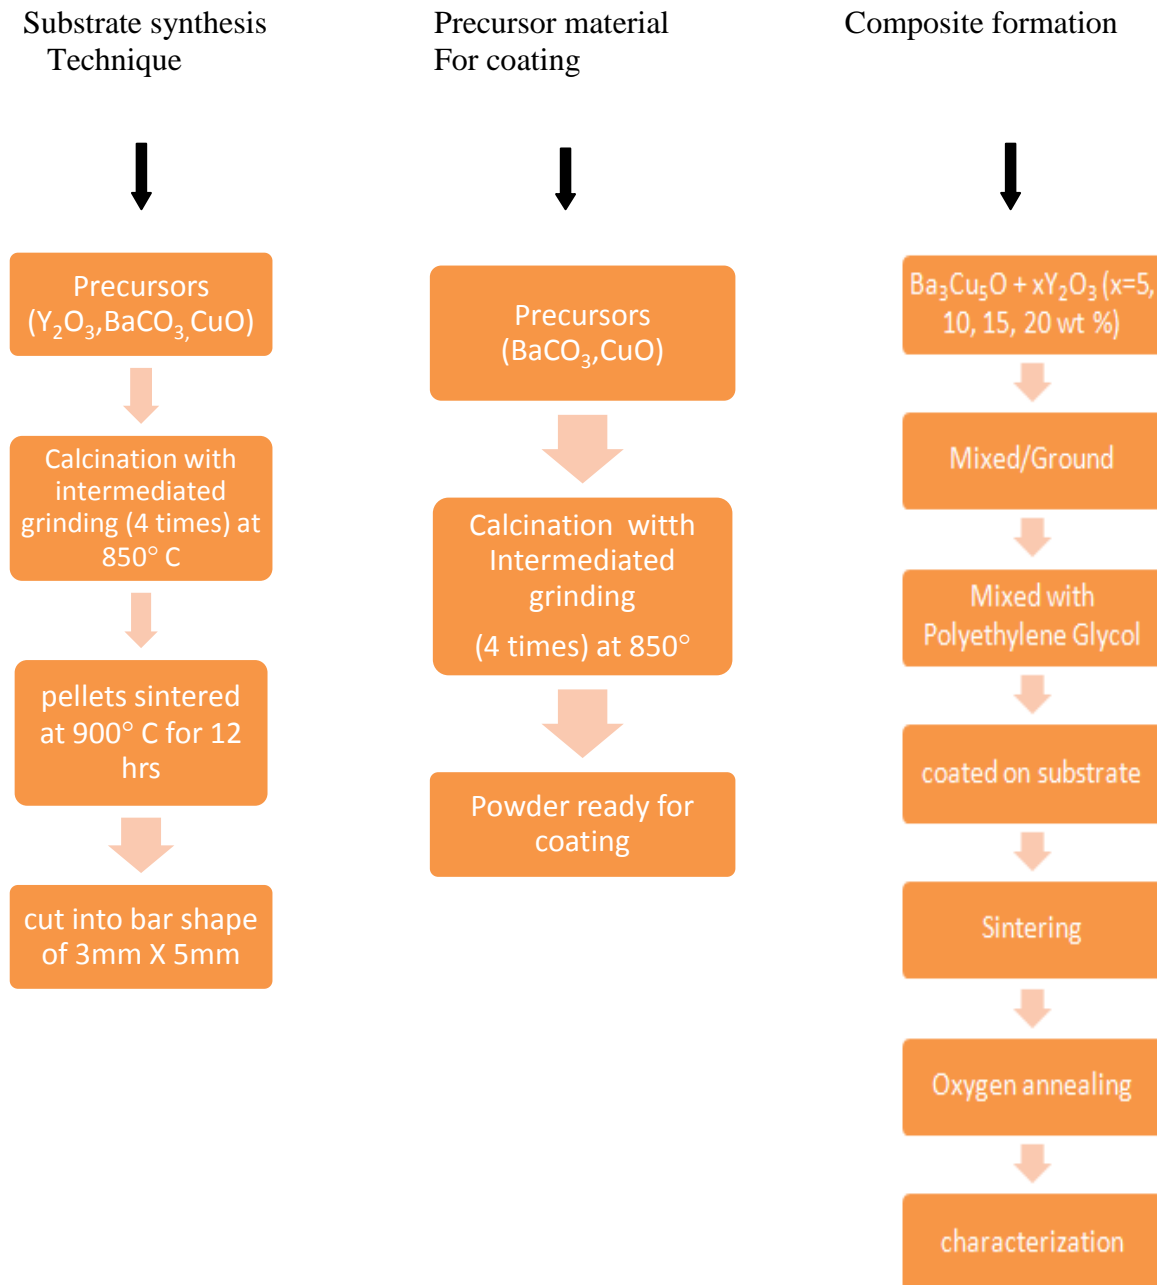 Substrate synthesis
Technique
Precursors
(Y₂O₃,BaCO₃,CuO)
Calcination with
intermediated
grinding (4 times) at
850° C
pellets sintered
at 900° C for 12
hrs
cut into bar shape
of 3mm X 5mm
Precursor material
For coating
Precursors
(BaCO₃,CuO)
Calcination witth
Intermediated
grinding
(4 times) at 850°
Powder ready for
coating
Composite formation
Ba₃Cu₅O + xY₂O₃ (x=5,
10, 15, 20 wt %)
Mixed/Ground
Mixed with
Polyethylene Glycol
coated on substrate
Sintering
Oxygen annealing
characterization